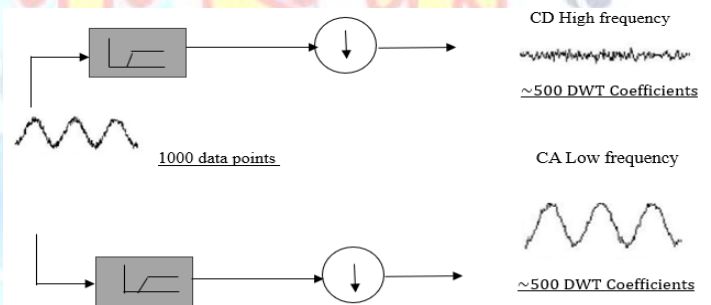 CD High frequency
~500 DWT Coefficients
1000 data points
CA Low frequency
~500 DWT Coefficients